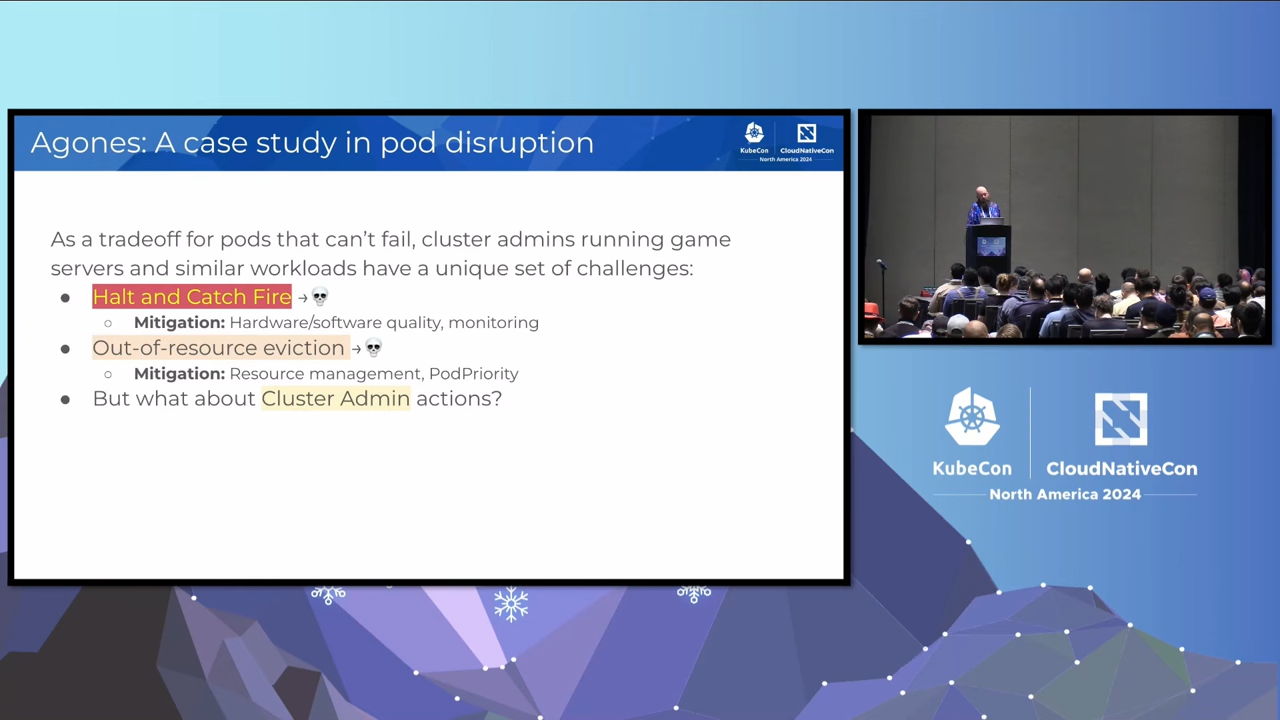 Agones: A case study in pod disruption
KubeCon
CloudNativeCon
North America 2024
As a tradeoff for pods that can’t fail, cluster admins running game
servers and similar workloads have a unique set of challenges:
● Halt and Catch Fire →💀
○ Mitigation: Hardware/software quality, monitoring
● Out-of-resource eviction →💀
○ Mitigation: Resource management, PodPriority
● But what about Cluster Admin actions?
KubeCon
CloudNativeCon
North America 2024